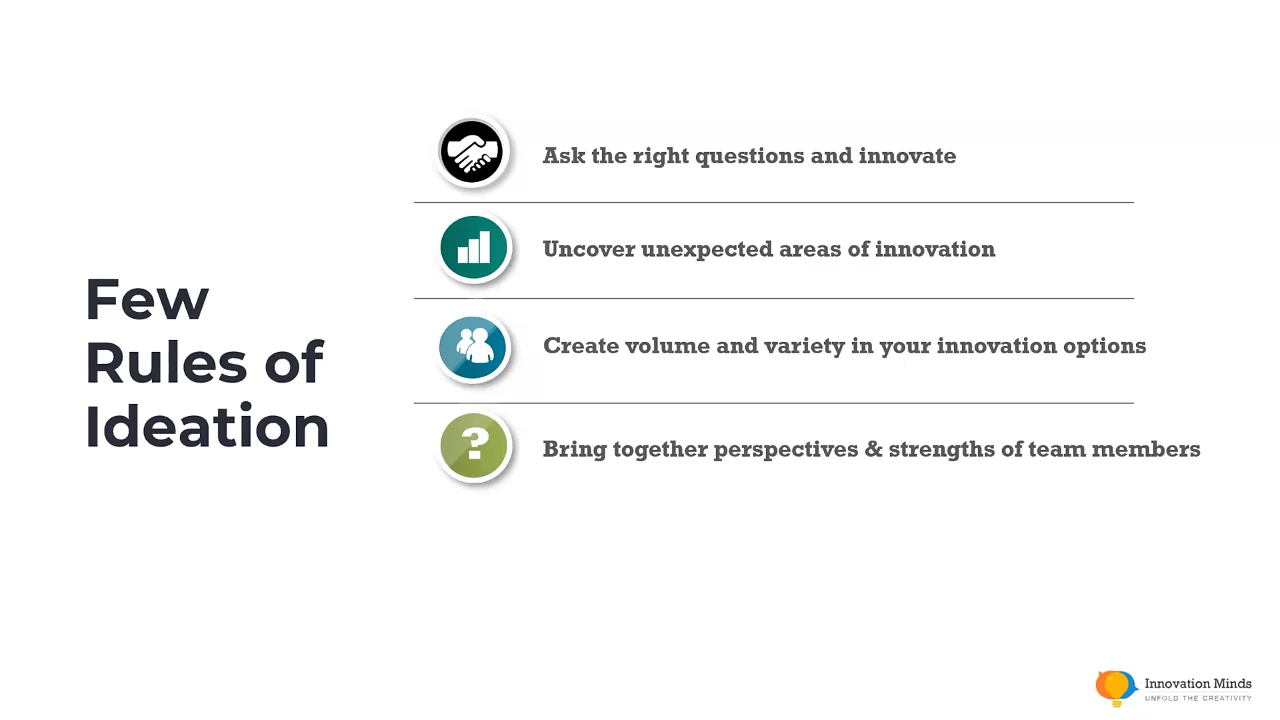 Few
Rules of
Ideation
Ask the right questions and innovate
Uncover unexpected areas of innovation
Create volume and variety in your innovation options
?
Bring together perspectives & strengths of team members
Innovation Minds
UNFOLD THE CREATIVITY